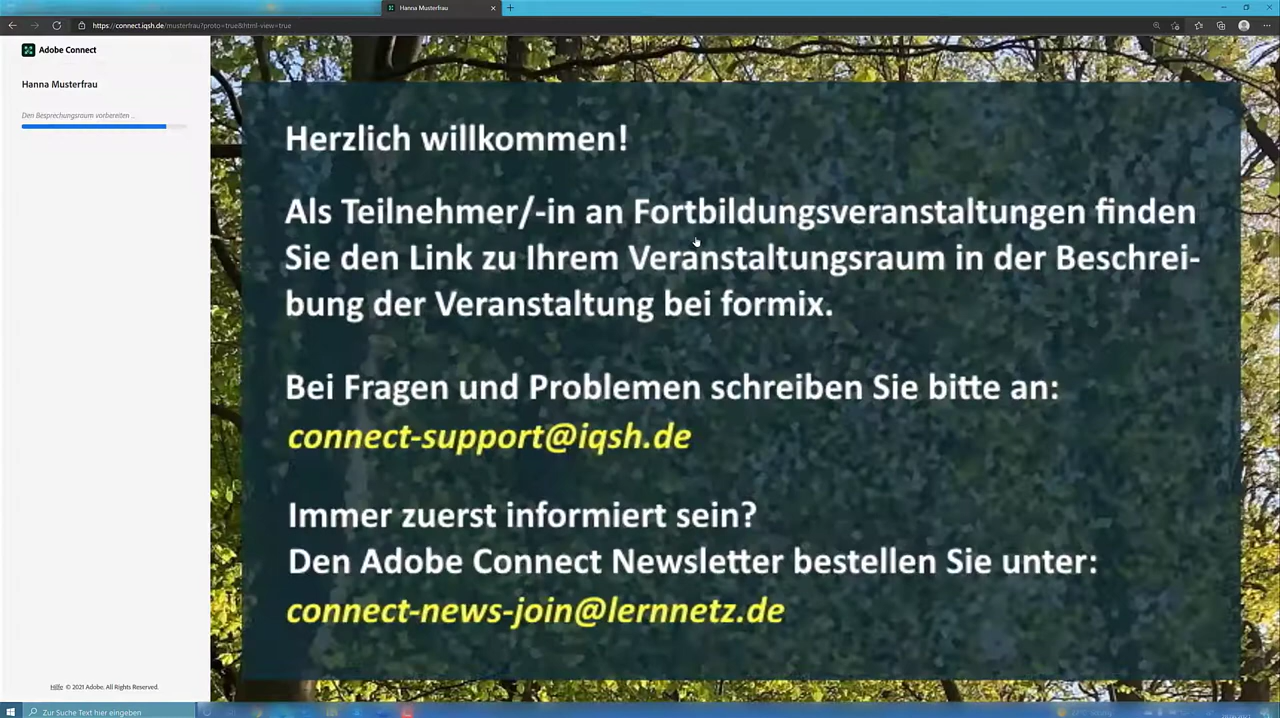 Hanna Musterfrau
https://connect.iqsh.de/musterfrau?proto=true&html-view=true
Adobe Connect
Hanna Musterfrau
Den Besprechungsraum vorbereiten ...
Herzlich willkommen!
Als Teilnehmer/-in an Fortbildungsveranstaltungen finden
Sie den Link zu Ihrem Veranstaltungsraum in der Beschrei-
bung der Veranstaltung bei formix.
Bei Fragen und Problemen schreiben Sie bitte an:
connect-support@iqsh.de
Immer zuerst informiert sein?
Den Adobe Connect Newsletter bestellen Sie unter:
connect-news-join@lernnetz.de
Hilfe © 2021 Adobe. All Rights Reserved.
Zur Suche Text hier eingeben